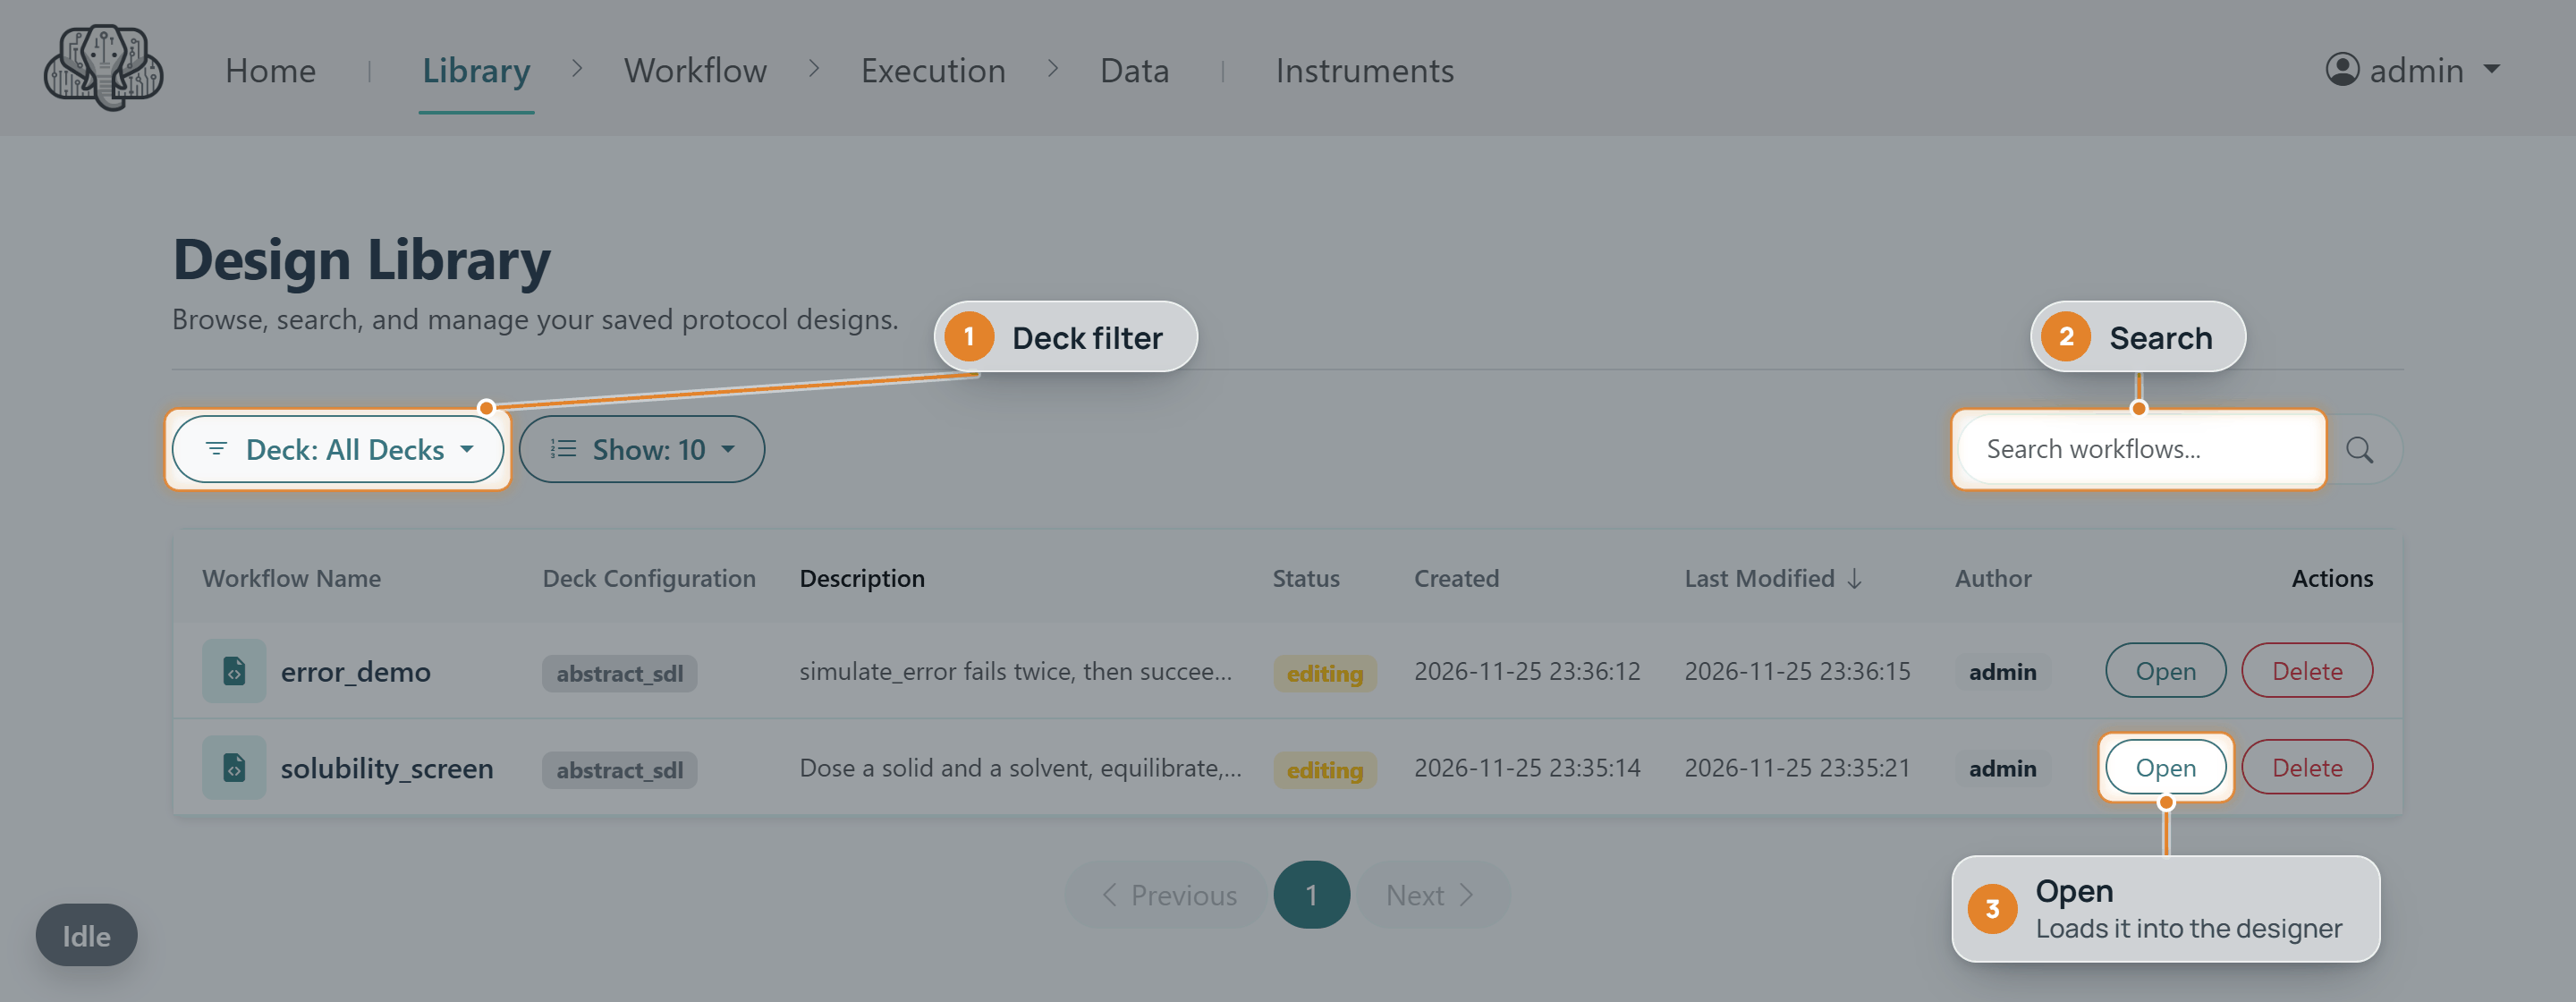 Home | Library > Workflow > Execution > Data | Instruments admin
Design Library
Browse, search, and manage your saved protocol designs.
1 Deck filter
2 Search
Deck: All Decks Show: 10
Search workflows...
Workflow Name Deck Configuration Description Status Created Last Modified ↓ Author Actions
error_demo abstract_sdl simulate_error fails twice, then succee... editing 2026-11-25 23:36:12 2026-11-25 23:36:15 admin Open Delete
solubility_screen abstract_sdl Dose a solid and a solvent, equilibrate,... editing 2026-11-25 23:35:14 2026-11-25 23:35:21 admin Open Delete
< Previous 1 Next >
3 Open
Loads it into the designer
Idle